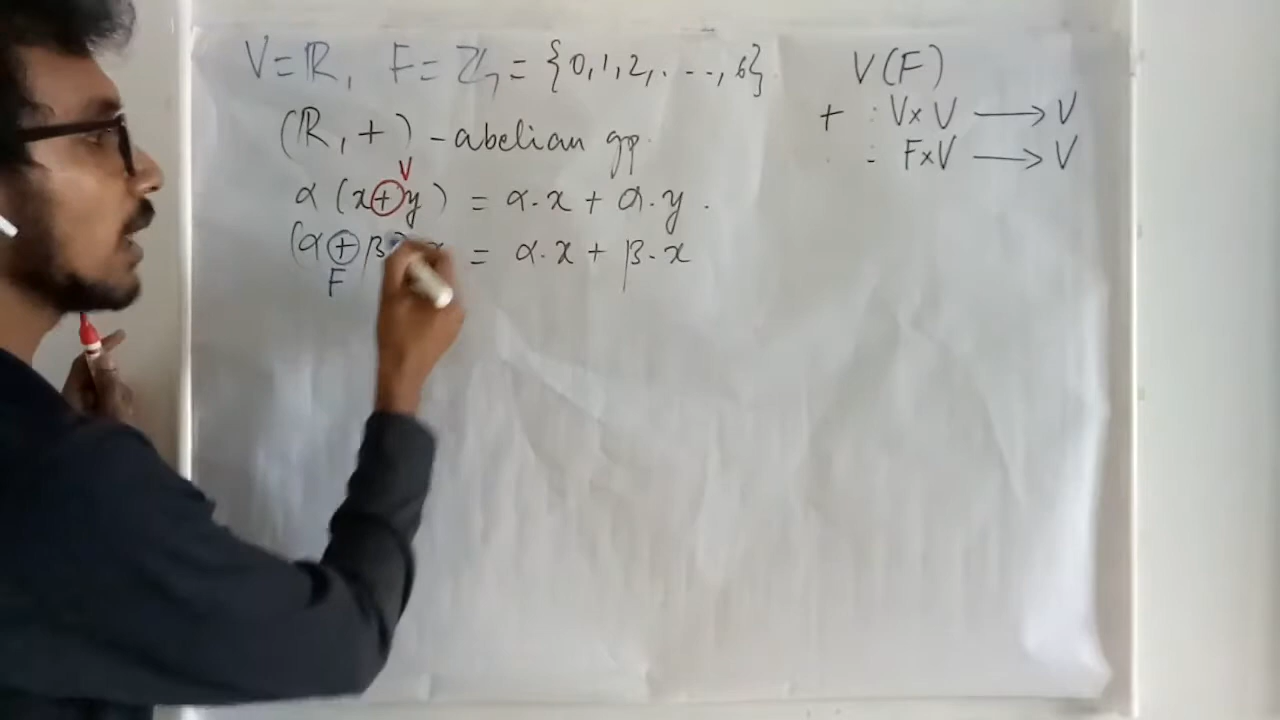 V = ℝ, F = ℤ₇ = {0, 1, 2, . - -, 6}.
(ℝ, +) - abelian gp.
V
α (x + y) = α·x + α·y .
(α + β) x = α·x + β·x
F
V(F)
+ : V×V ⟶ V
· : F×V ⟶ V